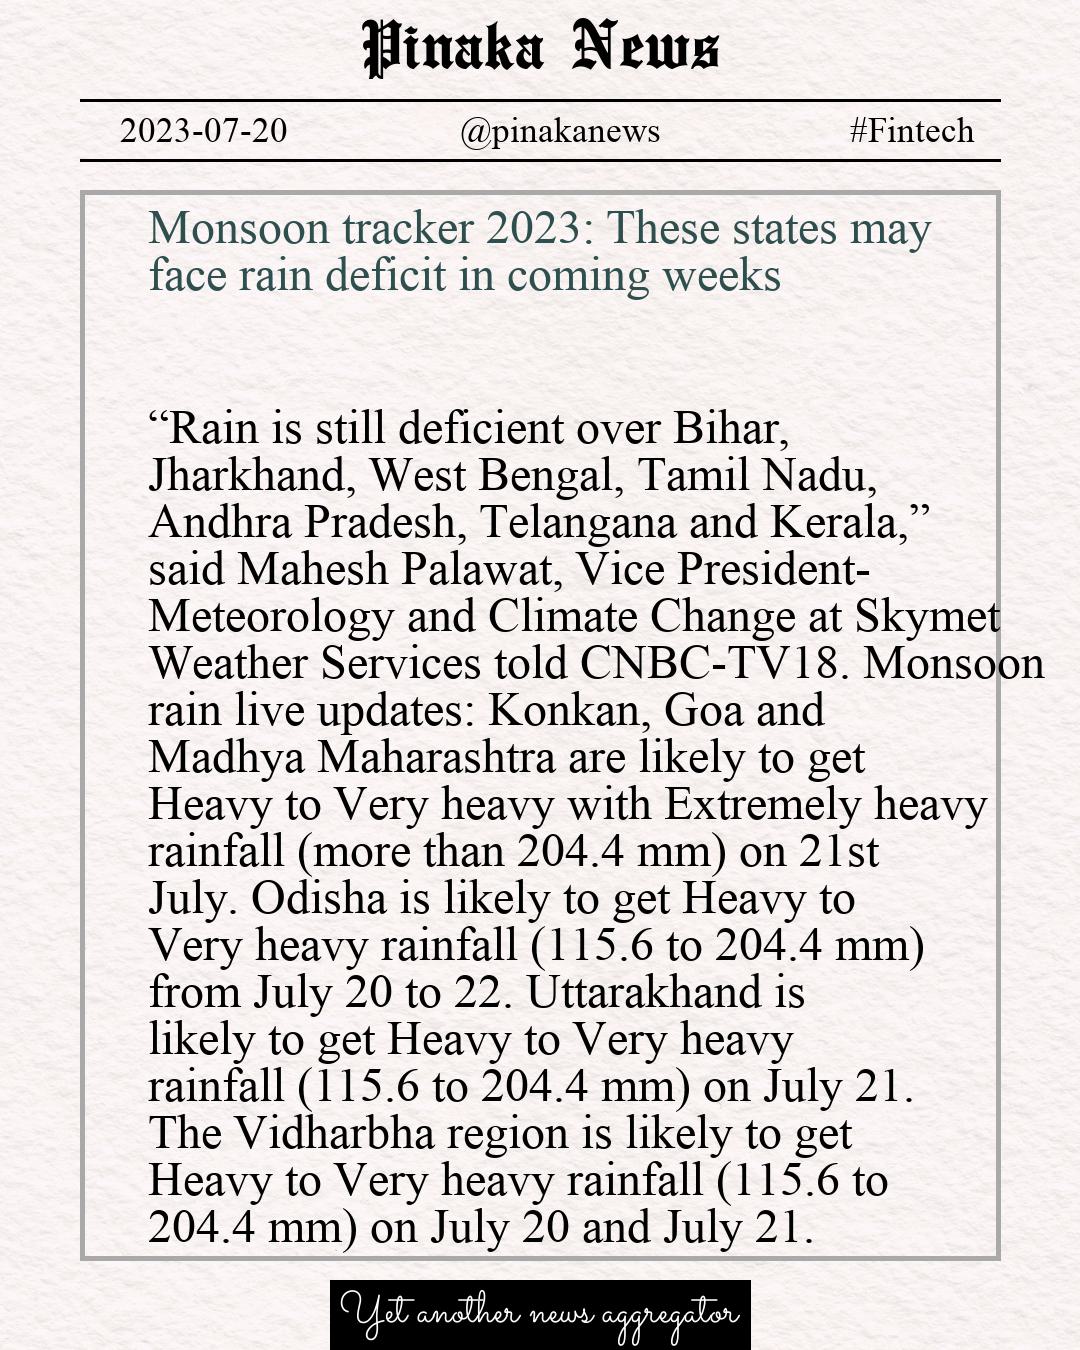 Pinaka News
2023-07-20 @pinakanews #Fintech
Monsoon tracker 2023: These states may
face rain deficit in coming weeks
“Rain is still deficient over Bihar,
Jharkhand, West Bengal, Tamil Nadu,
Andhra Pradesh, Telangana and Kerala,”
said Mahesh Palawat, Vice President-
Meteorology and Climate Change at Skymet
Weather Services told CNBC-TV18. Monsoon
rain live updates: Konkan, Goa and
Madhya Maharashtra are likely to get
Heavy to Very heavy with Extremely heavy
rainfall (more than 204.4 mm) on 21st
July. Odisha is likely to get Heavy to
Very heavy rainfall (115.6 to 204.4 mm)
from July 20 to 22. Uttarakhand is
likely to get Heavy to Very heavy
rainfall (115.6 to 204.4 mm) on July 21.
The Vidharbha region is likely to get
Heavy to Very heavy rainfall (115.6 to
204.4 mm) on July 20 and July 21.
Yet another news aggregator